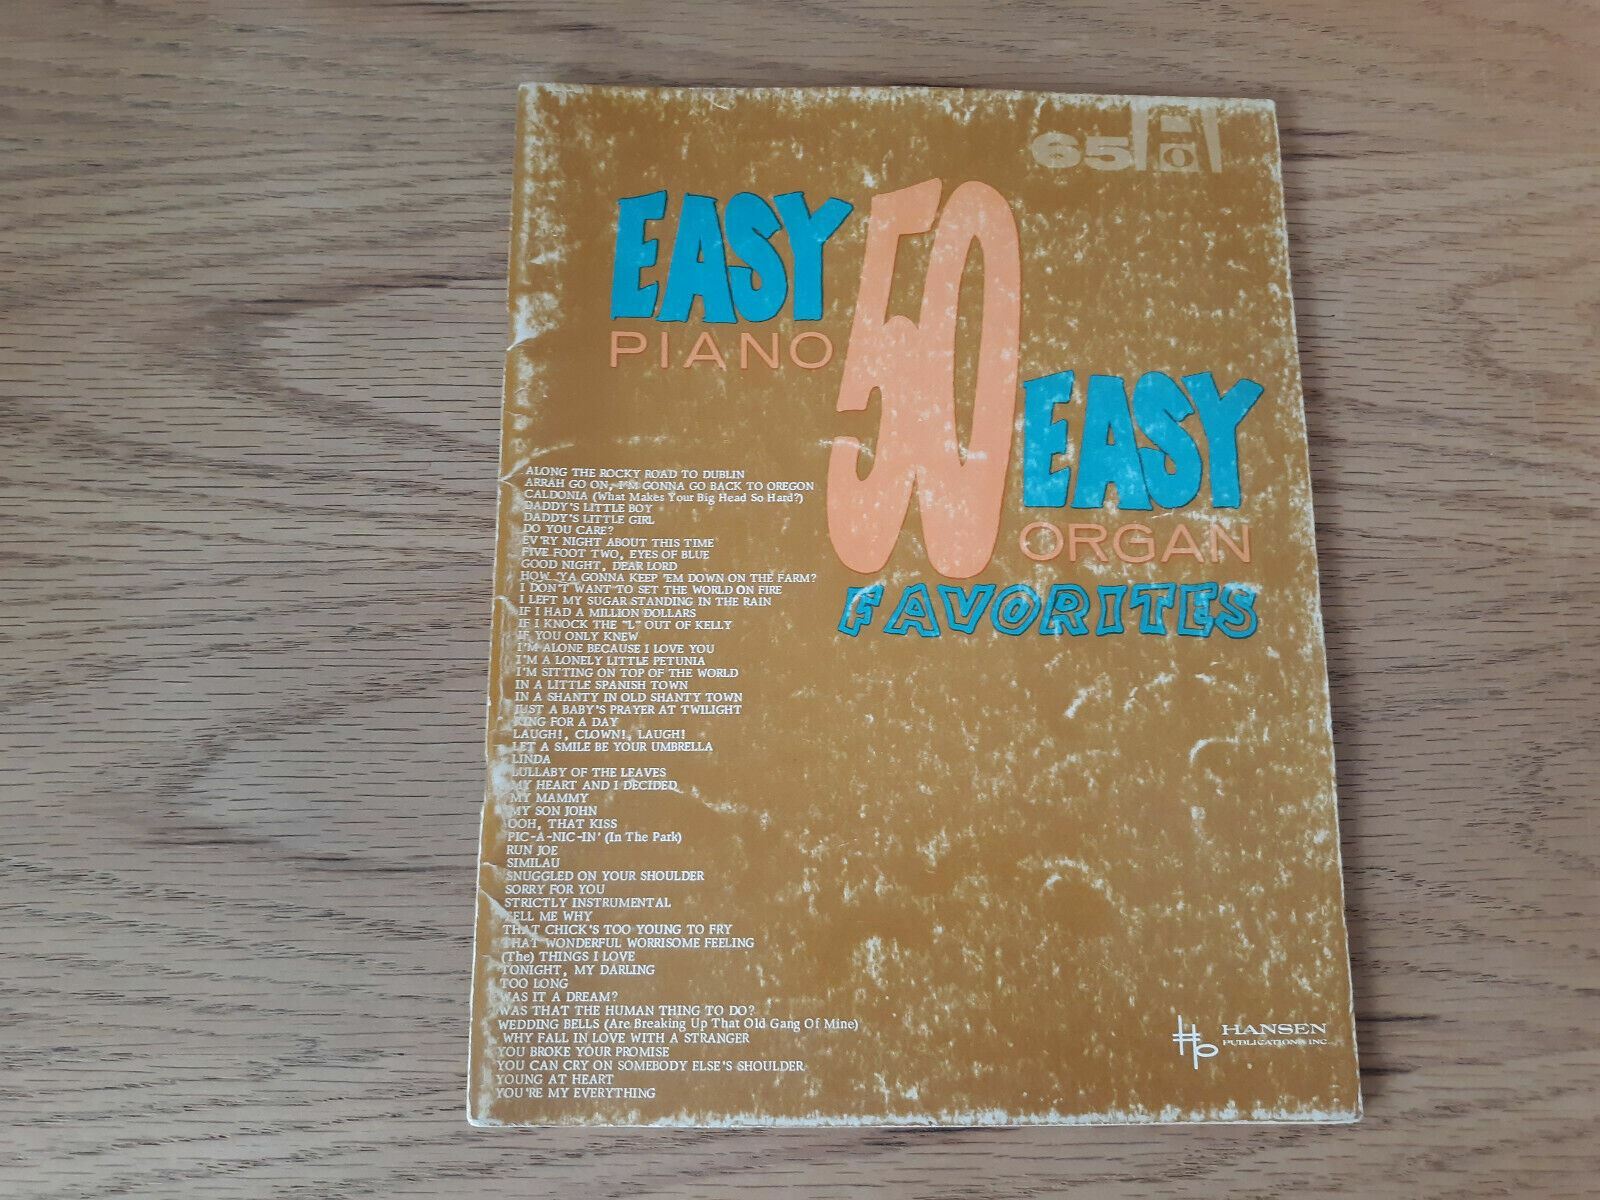 65
EASY
PIANO
50
EASY
ORGAN
FAVORITES
ALONG THE ROCKY ROAD TO DUBLIN
ARRAH GO ON, I'M GONNA GO BACK TO OREGON
CALDONIA (What Makes Your Big Head So Hard?)
DADDY'S LITTLE BOY
DADDY'S LITTLE GIRL
DO YOU CARE?
EV'RY NIGHT ABOUT THIS TIME
FIVE FOOT TWO, EYES OF BLUE
GOOD NIGHT, DEAR LORD
HOW 'YA GONNA KEEP 'EM DOWN ON THE FARM?
I DON'T WANT TO SET THE WORLD ON FIRE
I LEFT MY SUGAR STANDING IN THE RAIN
IF I HAD A MILLION DOLLARS
IF I KNOCK THE "L" OUT OF KELLY
IF YOU ONLY KNEW
I'M ALONE BECAUSE I LOVE YOU
I'M A LONELY LITTLE PETUNIA
I'M SITTING ON TOP OF THE WORLD
IN A LITTLE SPANISH TOWN
IN A SHANTY IN OLD SHANTY TOWN
JUST A BABY'S PRAYER AT TWILIGHT
KING FOR A DAY
LAUGH!, CLOWN!, LAUGH!
LET A SMILE BE YOUR UMBRELLA
LINDA
LULLABY OF THE LEAVES
MY HEART AND I DECIDED
MY MAMMY
MY SON JOHN
OOH, THAT KISS
PIC-A-NIC-IN' (In The Park)
RUN JOE
SIMILAU
SNUGGLED ON YOUR SHOULDER
SORRY FOR YOU
STRICTLY INSTRUMENTAL
TELL ME WHY
THAT CHICK'S TOO YOUNG TO FRY
THAT WONDERFUL WORRISOME FEELING
(The) THINGS I LOVE
TONIGHT, MY DARLING
TOO LONG
WAS IT A DREAM?
WAS THAT THE HUMAN THING TO DO?
WEDDING BELLS (Are Breaking Up That Old Gang Of Mine)
WHY FALL IN LOVE WITH A STRANGER
YOU BROKE YOUR PROMISE
YOU CAN CRY ON SOMEBODY ELSE'S SHOULDER
YOUNG AT HEART
YOU'RE MY EVERYTHING
HANSEN
PUBLICATIONS INC